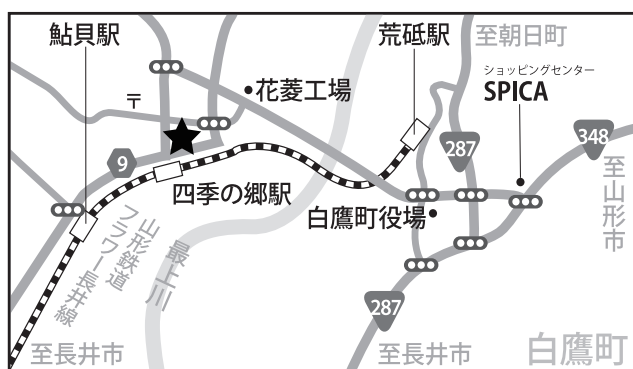 鮎貝駅
荒砥駅
至朝日町
ショッピングセンター
SPICA
〒
•花菱工場
348
287
9
四季の郷駅
至山形市
白鷹町役場
山形鉄道
フラワー長井線
最上川
287
至長井市
至長井市
白鷹町